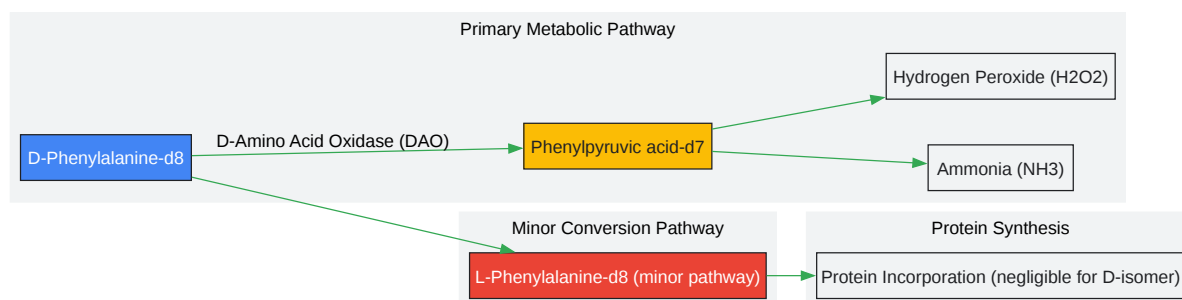 Primary Metabolic Pathway
Hydrogen Peroxide (H2O2)
D-Amino Acid Oxidase (DAO)
D-Phenylalanine-d8
Phenylpyruvic acid-d7
Ammonia (NH3)
Minor Conversion Pathway
Protein Synthesis
L-Phenylalanine-d8 (minor pathway)
Protein Incorporation (negligible for D-isomer)